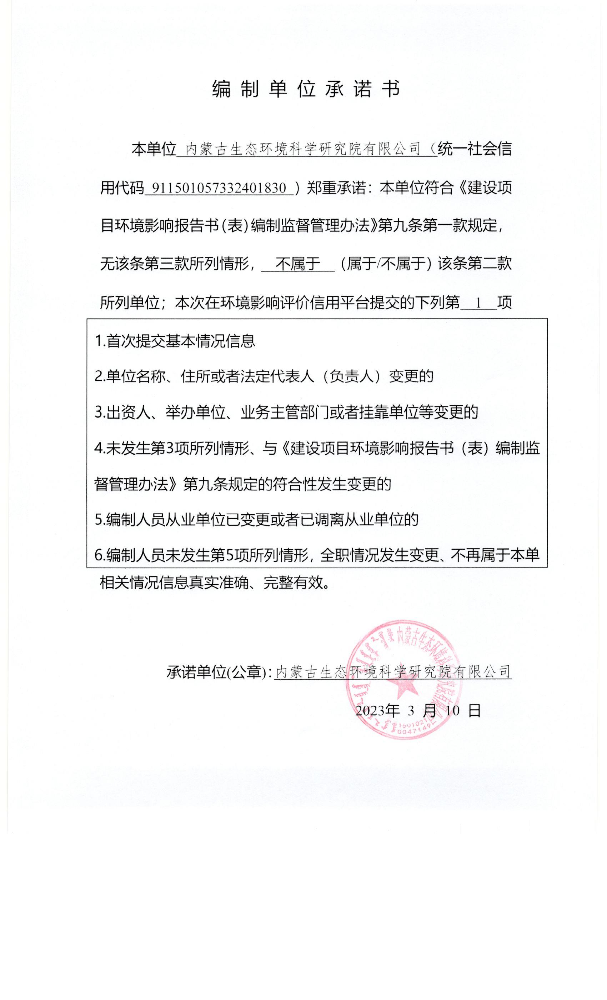 编制单位承诺书
本单位 内蒙古生态环境科学研究院有限公司（统一社会信
用代码 911501057332401830 ）郑重承诺：本单位符合《建设项
目环境影响报告书（表）编制监督管理办法》第九条第一款规定，
无该条第三款所列情形， 不属于 （属于/不属于）该条第二款
所列单位；本次在环境影响评价信用平台提交的下列第 1 项
1.首次提交基本情况信息
2.单位名称、住所或者法定代表人（负责人）变更的
3.出资人、举办单位、业务主管部门或者挂靠单位等变更的
4.未发生第3项所列情形、与《建设项目环境影响报告书（表）编制监
督管理办法》第九条规定的符合性发生变更的
5.编制人员从业单位已变更或者已调离从业单位的
6.编制人员未发生第5项所列情形，全职情况发生变更、不再属于本单
相关情况信息真实准确、完整有效。
承诺单位(公章)：内蒙古生态环境科学研究院有限公司
2023年 3 月 10 日
内蒙古生态环境科学研究院有限公司